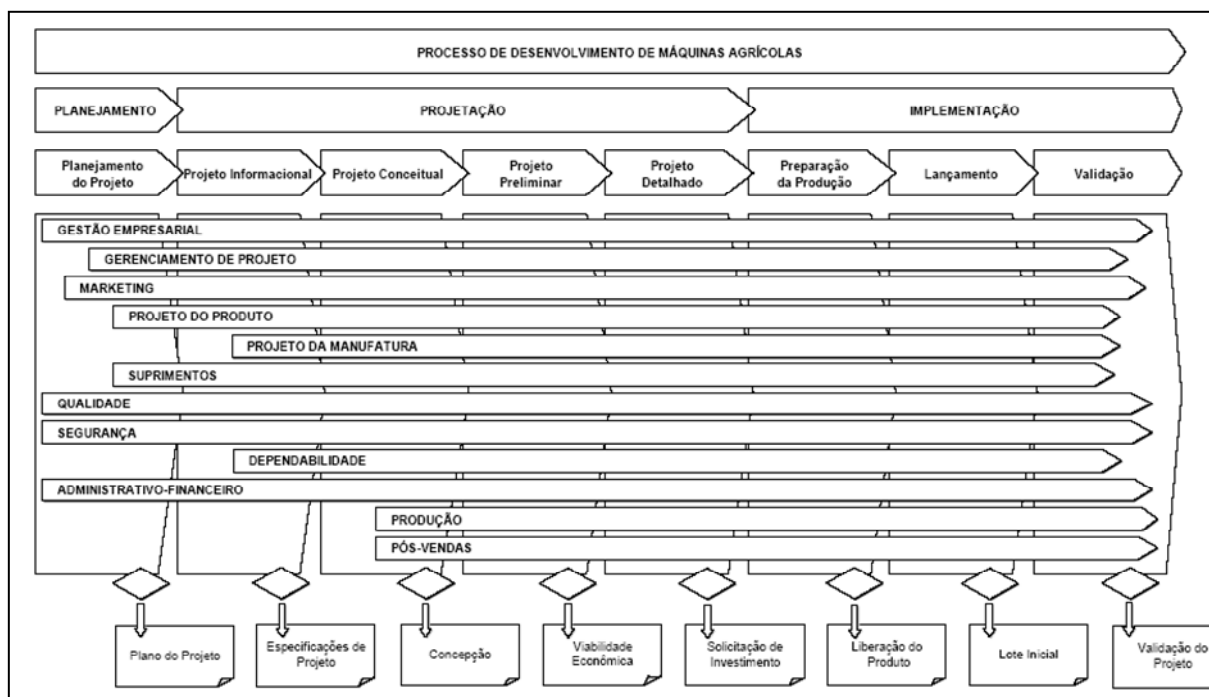 PROCESSO DE DESENVOLVIMENTO DE MÁQUINAS AGRÍCOLAS
PLANEJAMENTO
PROJETAÇÃO
IMPLEMENTAÇÃO
Planejamento
do Projeto
Projeto Informacional
Projeto Conceitual
Projeto
Preliminar
Projeto
Detalhado
Preparação
da Produção
Lançamento
Validação
GESTÃO EMPRESARIAL
GERENCIAMENTO DE PROJETO
MARKETING
PROJETO DO PRODUTO
PROJETO DA MANUFATURA
SUPRIMENTOS
QUALIDADE
SEGURANÇA
DEPENDABILIDADE
ADMINISTRATIVO-FINANCEIRO
PRODUÇÃO
PÓS-VENDAS
Plano do Projeto
Especificações de
Projeto
Concepção
Viabilidade
Econômica
Solicitação de
Investimento
Liberação do
Produto
Lote Inicial
Validação do
Projeto